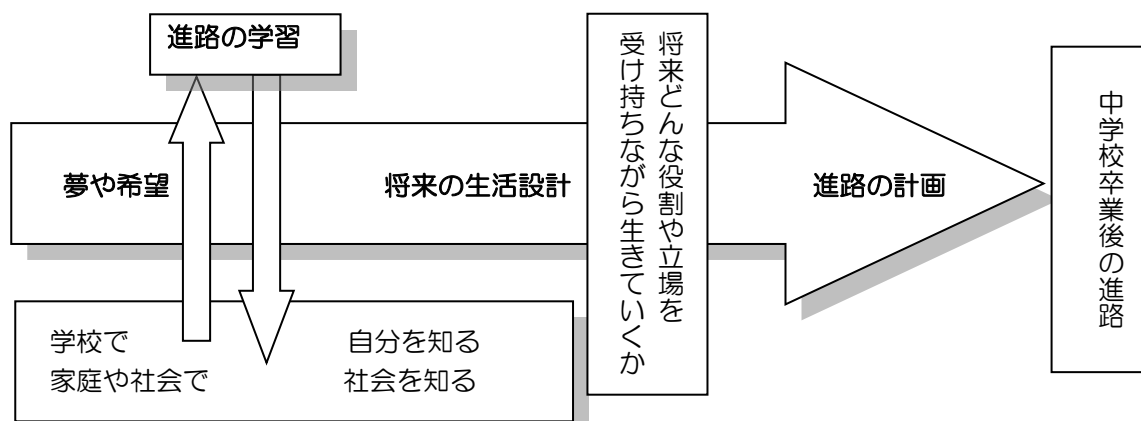 進路の学習
夢や希望
将来の生活設計
将来どんな役割や立場を
受け持ちながら生きていくか
進路の計画
中学校卒業後の進路
学校で
家庭や社会で
自分を知る
社会を知る